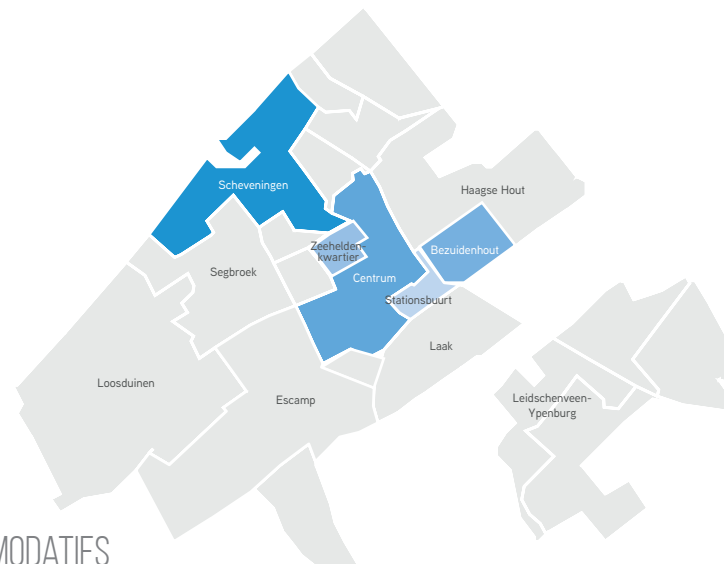 Scheveningen
Haagse Hout
Zeehelden-
kwartier
Bezuidenhout
Segbroek
Centrum
Stationsbuurt
Laak
Loosduinen
Escamp
Leidschenveen-
Ypenburg
MODATIES